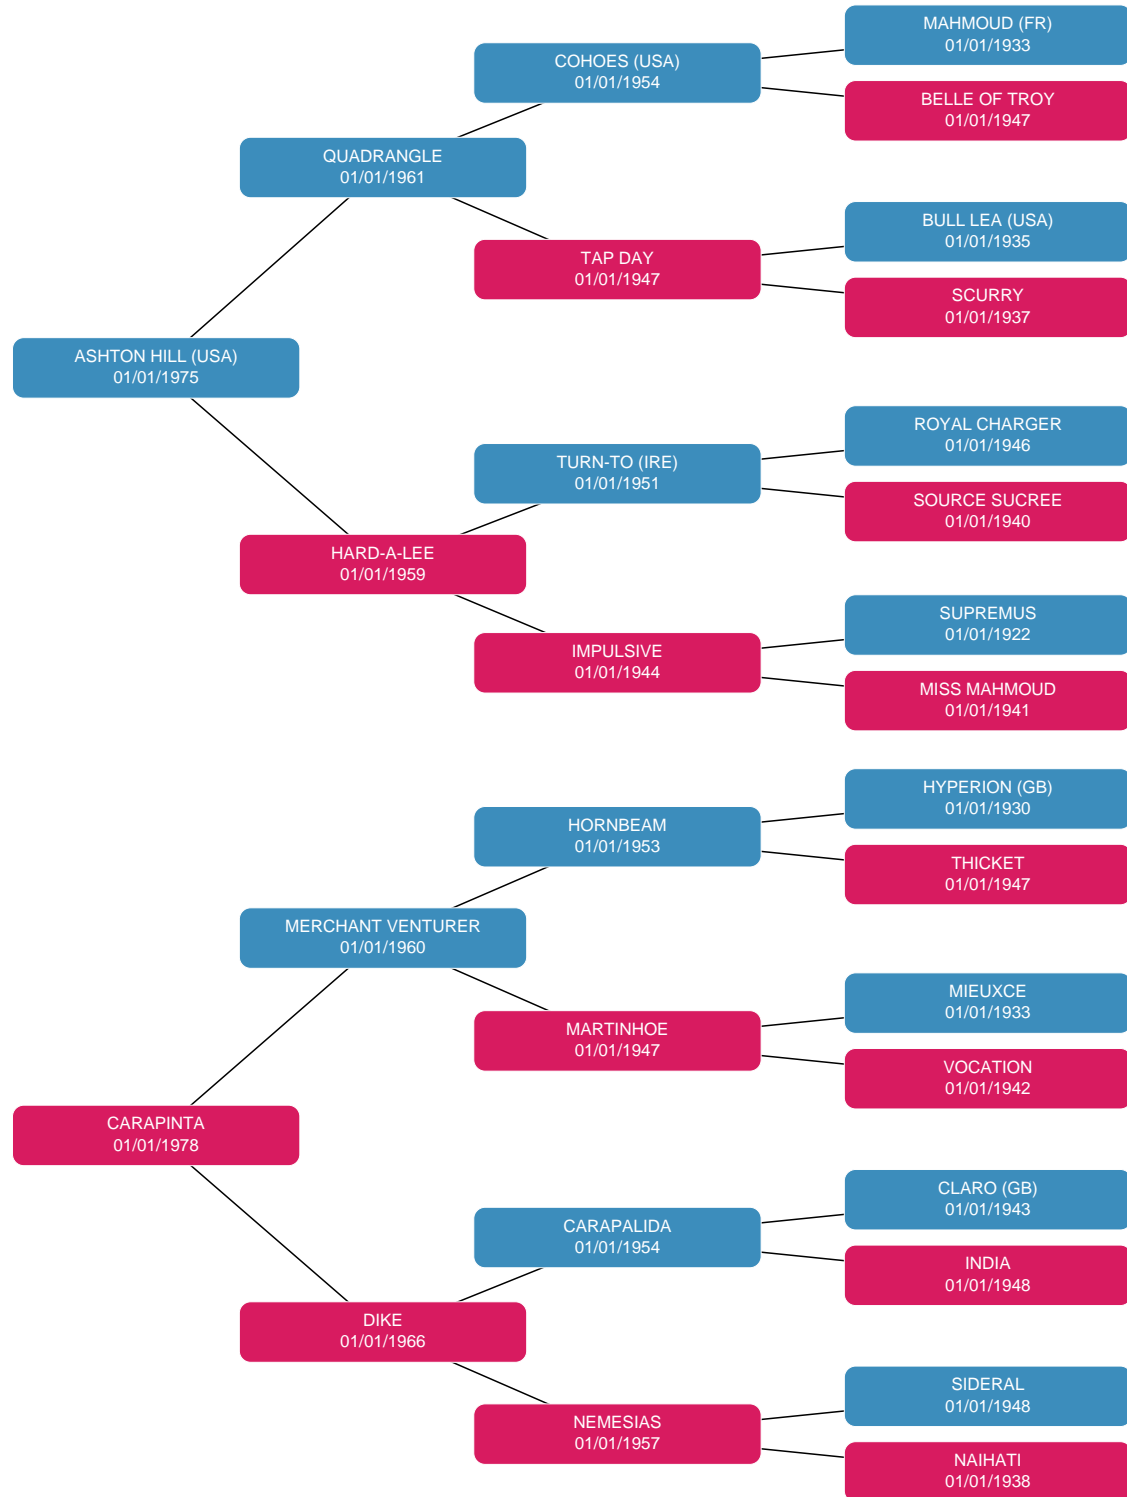 MAHMOUD (FR)
01/01/1933
COHOES (USA)
01/01/1954
BELLE OF TROY
01/01/1947
QUADRANGLE
01/01/1961
BULL LEA (USA)
01/01/1935
TAP DAY
01/01/1947
SCURRY
01/01/1937
ASHTON HILL (USA)
01/01/1975
ROYAL CHARGER
01/01/1946
TURN-TO (IRE)
01/01/1951
SOURCE SUCREE
01/01/1940
HARD-A-LEE
01/01/1959
SUPREMUS
01/01/1922
IMPULSIVE
01/01/1944
MISS MAHMOUD
01/01/1941
HYPERION (GB)
01/01/1930
HORNBEAM
01/01/1953
THICKET
01/01/1947
MERCHANT VENTURER
01/01/1960
MIEUXCE
01/01/1933
MARTINHOE
01/01/1947
VOCATION
01/01/1942
CARAPINTA
01/01/1978
CLARO (GB)
01/01/1943
CARAPALIDA
01/01/1954
INDIA
01/01/1948
DIKE
01/01/1966
SIDERAL
01/01/1948
NEMESIAS
01/01/1957
NAIHATI
01/01/1938